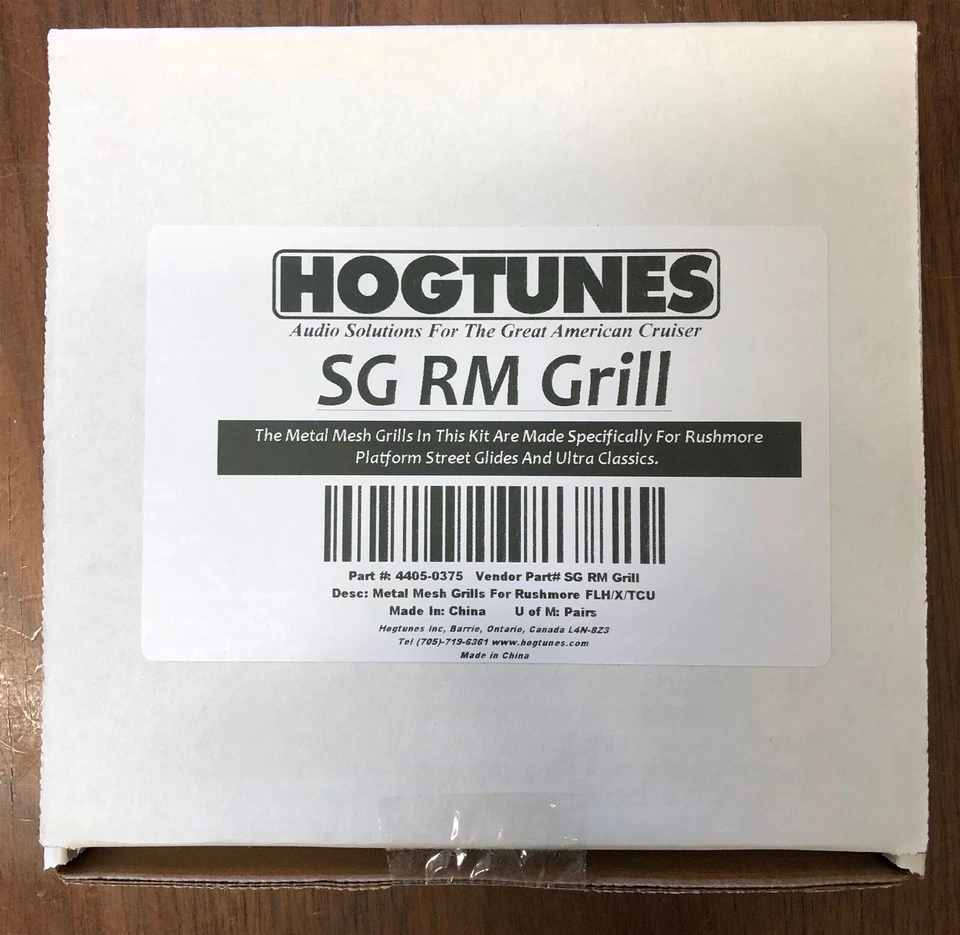 HOGTUNES
Audio Solutions For The Great American Cruiser
SG RM Grill
The Metal Mesh Grills In This Kit Are Made Specifically For Rushmore
Platform Street Glides And Ultra Classics.
Part #: 4405-0375 Vendor Part# SG RM Grill
Desc: Metal Mesh Grills For Rushmore FLH/X/TCU
Made In: China U of M: Pairs
Hogtunes Inc, Barrie, Ontario, Canada L4N-8Z3
Tel (705)-719-6361 www.hogtunes.com
Made in China